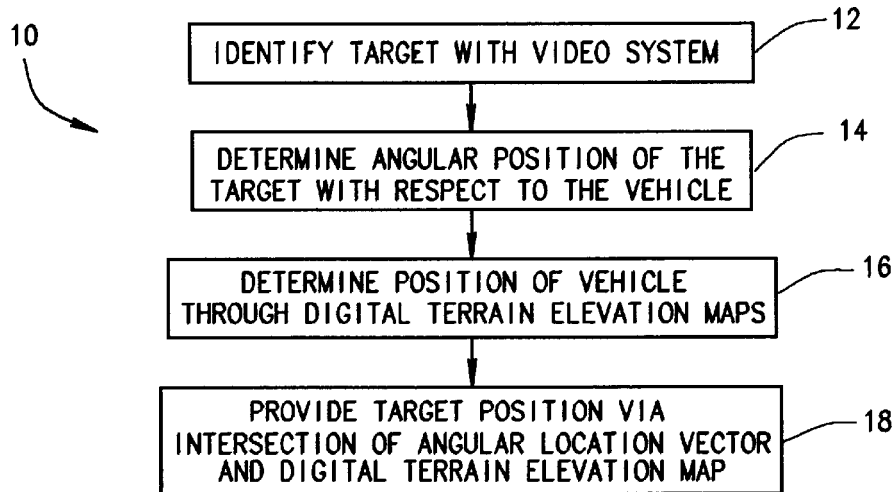 10
IDENTIFY TARGET WITH VIDEO SYSTEM
12
DETERMINE ANGULAR POSITION OF THE
TARGET WITH RESPECT TO THE VEHICLE
14
DETERMINE POSITION OF VEHICLE
THROUGH DIGITAL TERRAIN ELEVATION MAPS
16
PROVIDE TARGET POSITION VIA
INTERSECTION OF ANGULAR LOCATION VECTOR
AND DIGITAL TERRAIN ELEVATION MAP
18